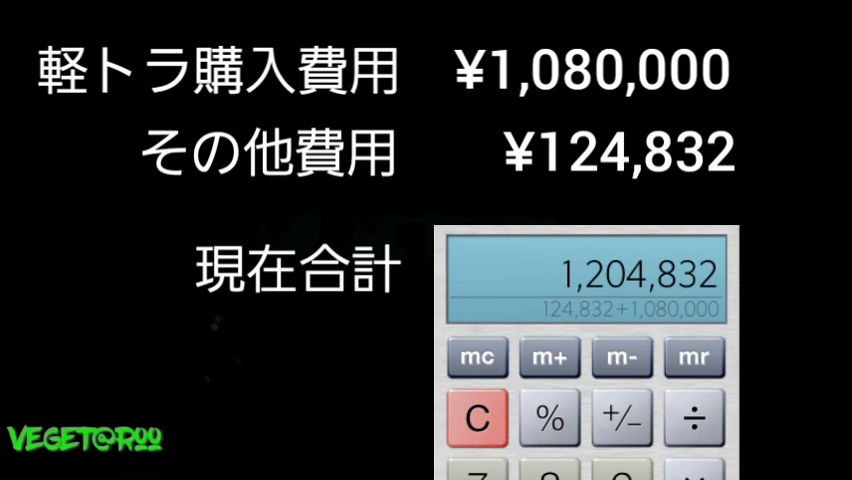 軽トラ購入費用 ¥1,080,000
その他費用 ¥124,832
現在合計
1,204,832
124,832+1,080,000
mc m+ m- mr
C % +/- ÷
VEGET@ROO